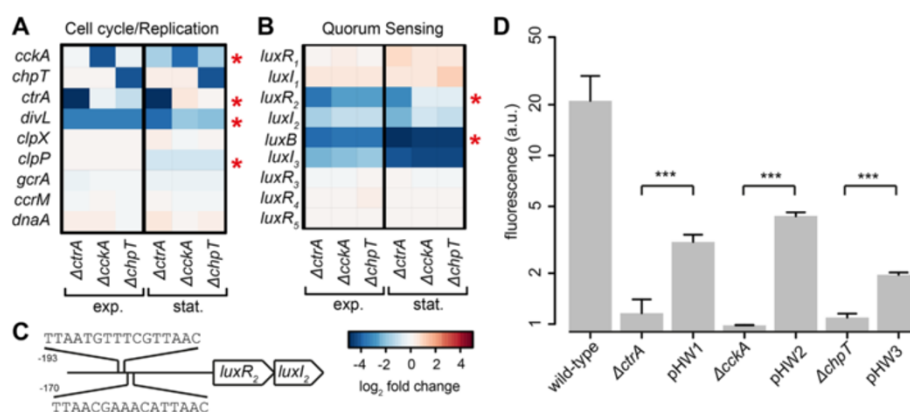 A Cell cycle/Replication
cckA
chpT
ctrA
divL
clpX
clpP
gcrA
ccrM
dnaA
* * * *
ΔctrA ΔcckA ΔchpT ΔctrA ΔcckA ΔchpT
exp. stat.
B Quorum Sensing
luxR1
luxI1
luxR2
luxI2
luxB
luxI3
luxR3
luxR4
luxR5
* *
ΔctrA ΔcckA ΔchpT ΔctrA ΔcckA ΔchpT
exp. stat.
C TTAATGTTTCGTTAAC
-193
-170
luxR2 luxI2
TTAACGAAACATTAAC
-4 -2 0 2 4
log2 fold change
D
fluorescence (a.u.)
50
20
10
5
2
1
*** *** ***
wild-type ΔctrA pHW1 ΔcckA pHW2 ΔchpT pHW3